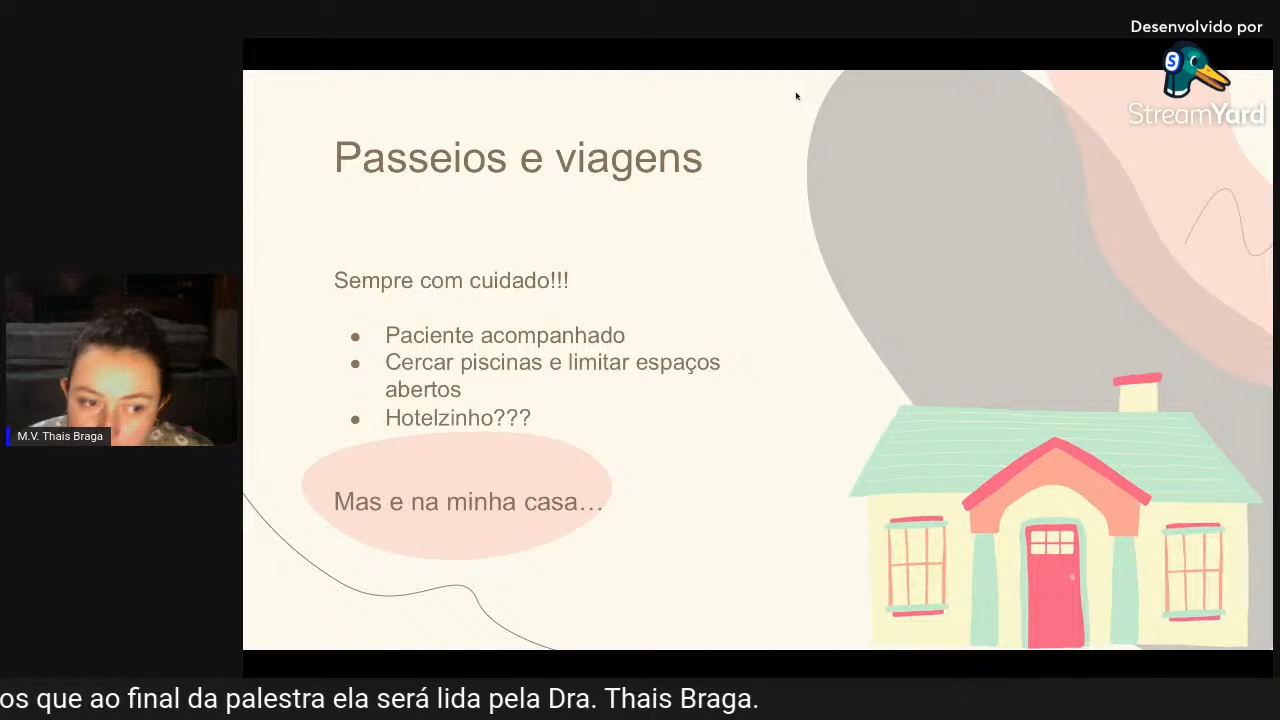 Desenvolvido por
StreamYard
Passeios e viagens
Sempre com cuidado!!!
● Paciente acompanhado
● Cercar piscinas e limitar espaços
abertos
● Hotelzinho???
Mas e na minha casa…
M.V. Thais Braga
os que ao final da palestra ela será lida pela Dra. Thais Braga.